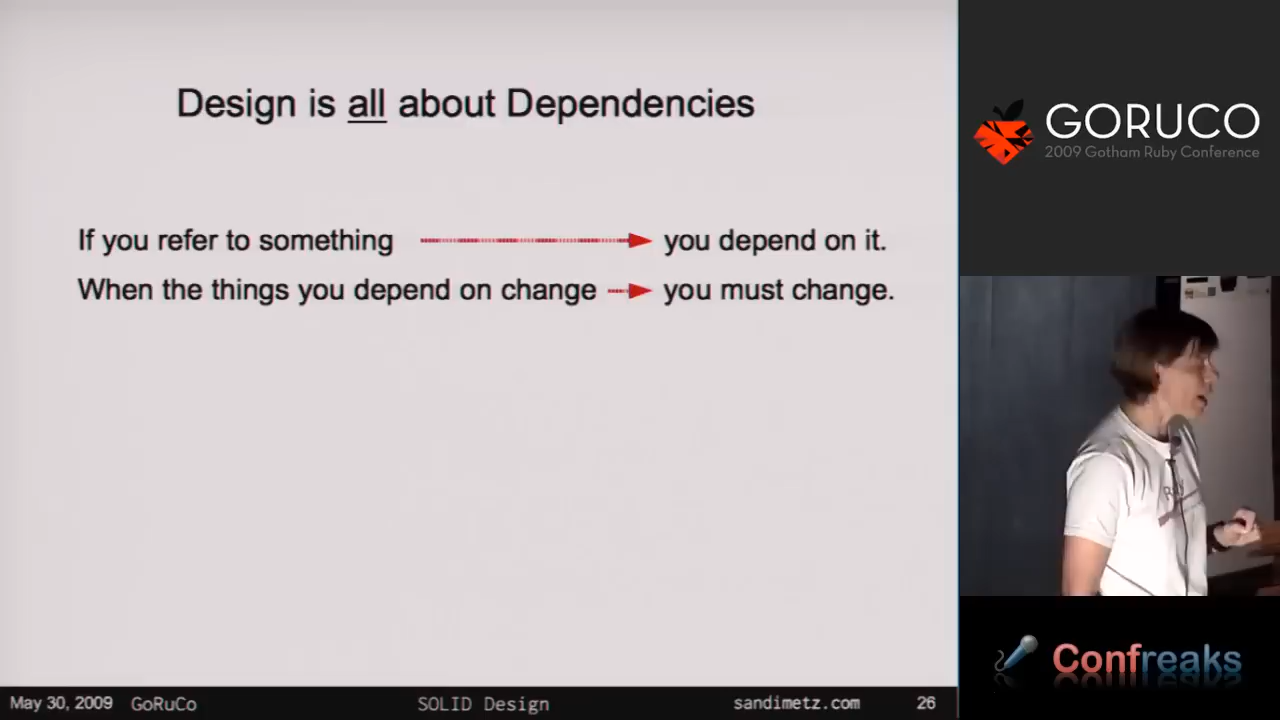 Design is all about Dependencies
If you refer to something you depend on it.
When the things you depend on change you must change.
May 30, 2009 GoRuCo SOLID Design sandimetz.com 26
GORUCO
2009 Gotham Ruby Conference
Confreaks